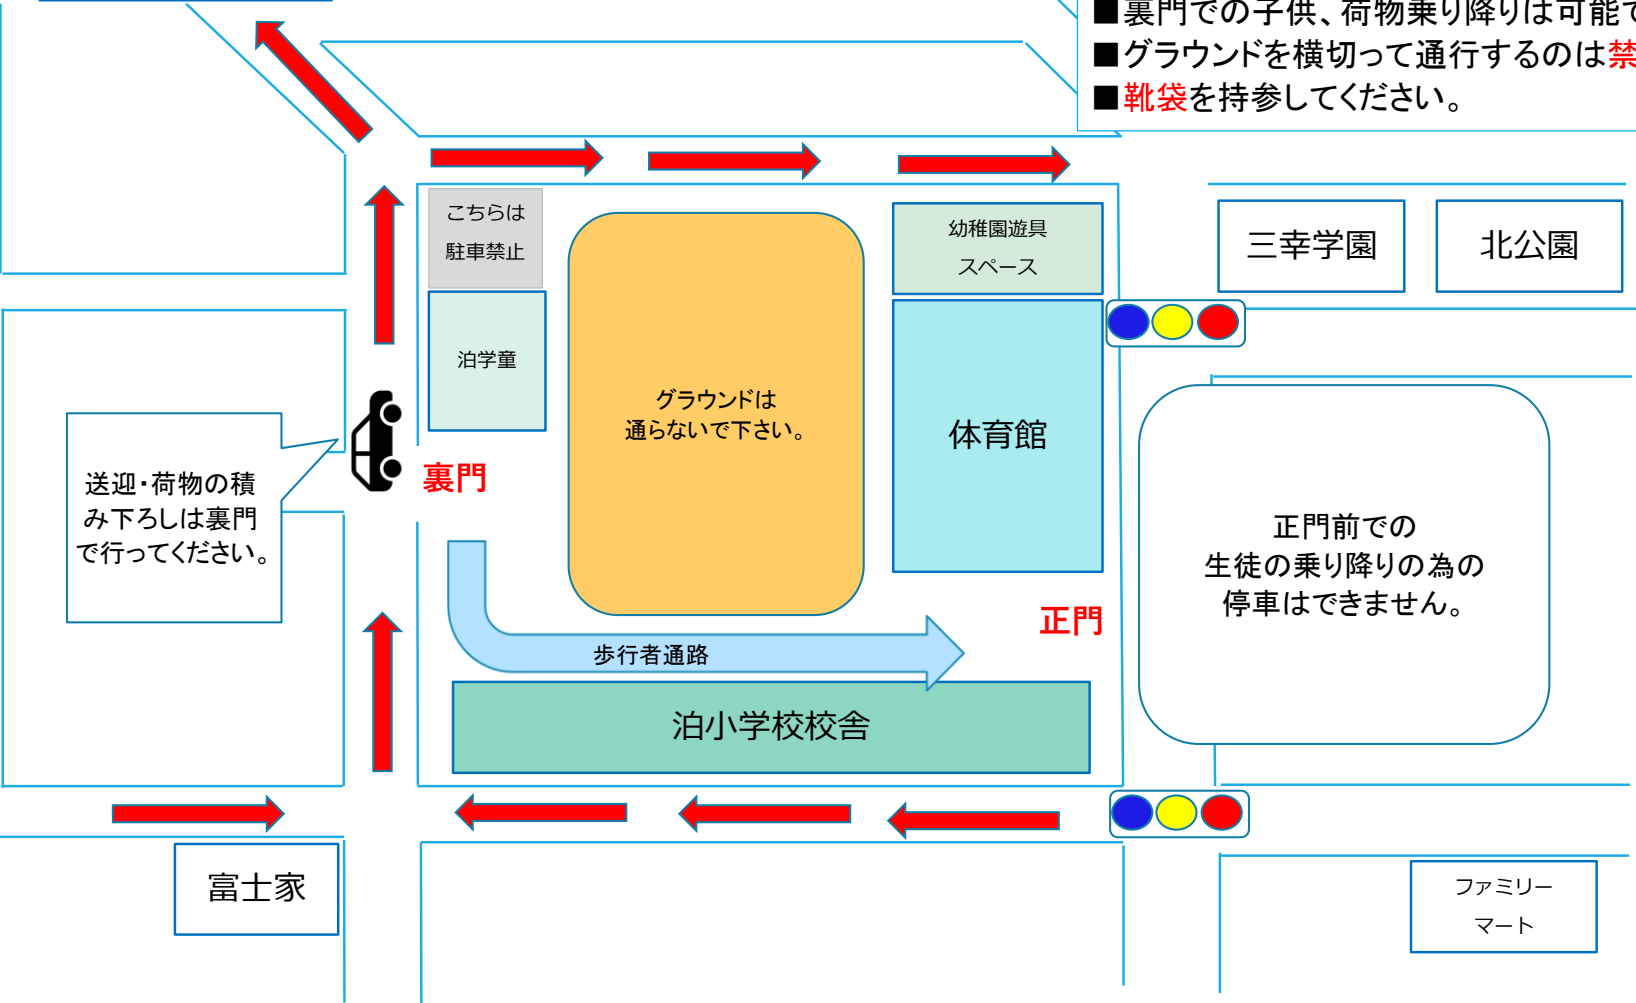 ■裏門での子供、荷物乗り降りは可能で
■グラウンドを横切って通行するのは禁
■靴袋を持参してください。
こちらは
駐車禁止
幼稚園遊具
スペース
三幸学園
北公園
泊学童
グラウンドは
通らないで下さい。
体育館
裏門
送迎・荷物の積
み下ろしは裏門
で行ってください。
正門前での
生徒の乗り降りの為の
停車はできません。
正門
歩行者通路
泊小学校校舎
富士家
ファミリー
マート